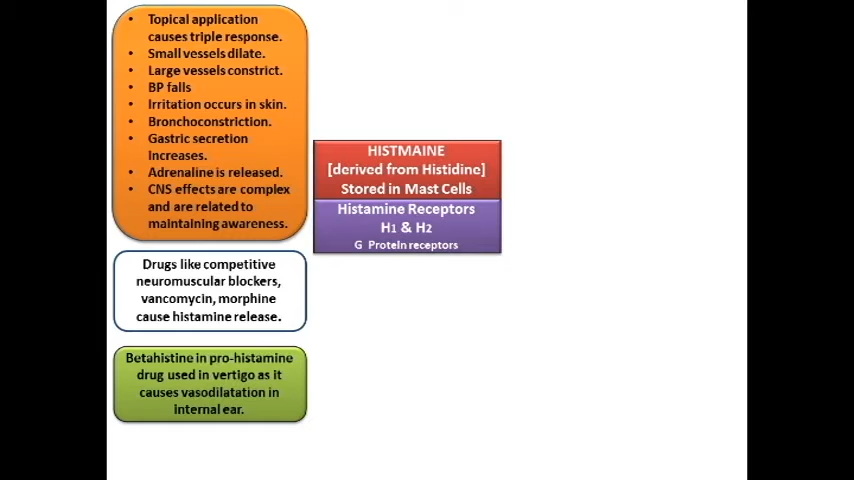 • Topical application
causes triple response.
• Small vessels dilate.
• Large vessels constrict.
• BP falls
• Irritation occurs in skin.
• Bronchoconstriction.
• Gastric secretion
increases.
• Adrenaline is released.
• CNS effects are complex
and are related to
maintaining awareness.
HISTMAINE
[derived from Histidine]
Stored in Mast Cells
Histamine Receptors
H1 & H2
G Protein receptors
Drugs like competitive
neuromuscular blockers,
vancomycin, morphine
cause histamine release.
Betahistine in pro-histamine
drug used in vertigo as it
causes vasodilatation in
internal ear.